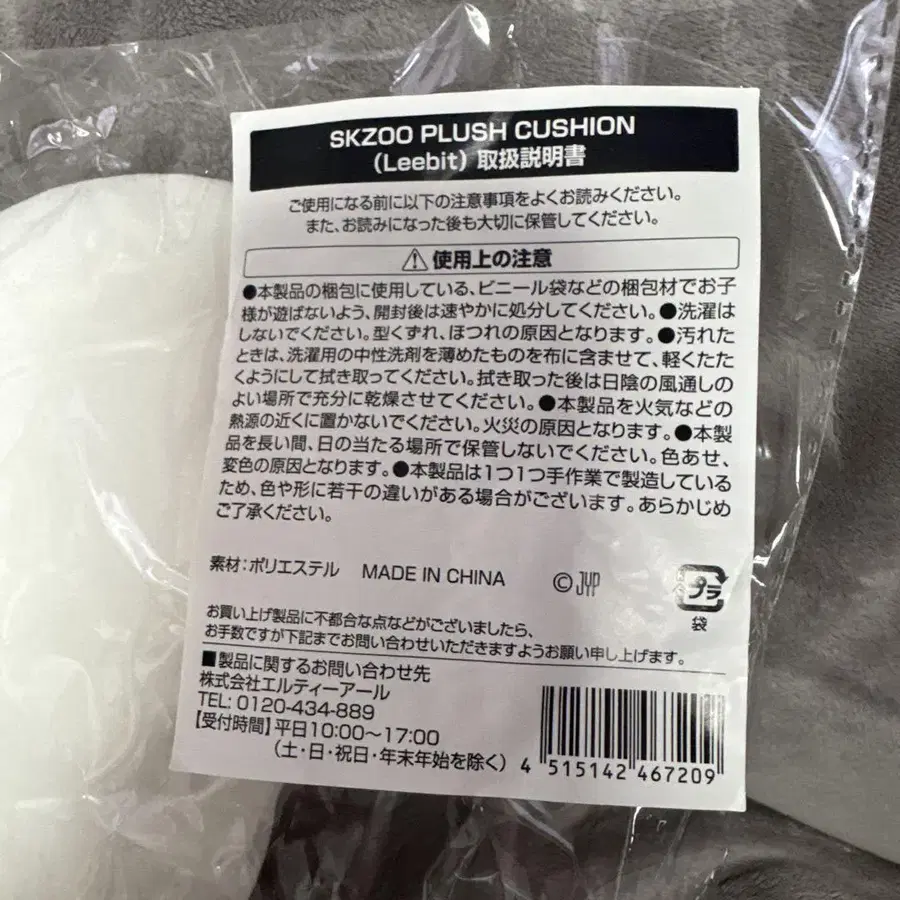 SKZOO PLUSH CUSHION
(Leebit) 取扱説明書
ご使用になる前に以下の注意事項をよくお読みください。
また、お読みになった後も大切に保管してください。
使用上の注意
●本製品の梱包に使用している、ビニール袋などの梱包材でお子
様が遊ばないよう、開封後は速やかに処分してください。●洗濯は
しないでください。型くずれ、ほつれの原因となります。●汚れた
ときは、洗濯用の中性洗剤を薄めたものを布に含ませて、軽くたた
くようにして拭き取ってください。拭き取った後は日陰の風通しの
よい場所で充分に乾燥させてください。●本製品を火気などの
熱源の近くに置かないでください。火災の原因となります。●本製
品を長い間、日の当たる場所で保管しないでください。色あせ、
変色の原因となります。●本製品は1つ1つ手作業で製造している
ため、色や形に若干の違いがある場合がございます。あらかじめ
ご了承ください。
素材:ポリエステル MADE IN CHINA ©JYP
プラ
袋
お買い上げ製品に不都合な点などがございましたら、
お手数ですが下記までお問い合わせいただきますようお願い申し上げます。
■製品に関するお問い合わせ先
株式会社エルティーアール
TEL: 0120-434-889
【受付時間】平日10:00〜17:00
(土・日・祝日・年末年始を除く)
4 515142 467209